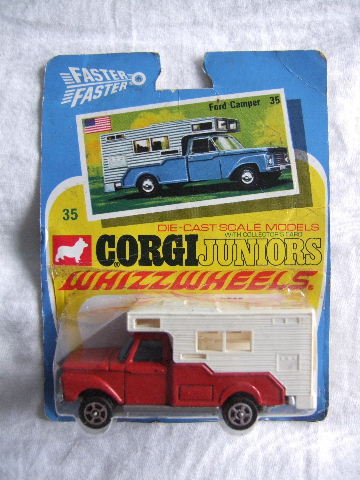 FASTER
FASTER
Ford Camper 35
35
DIE-CAST SCALE MODELS
WITH COLLECTOR'S CARD
CORGI JUNIORS
WHIZZWHEELS